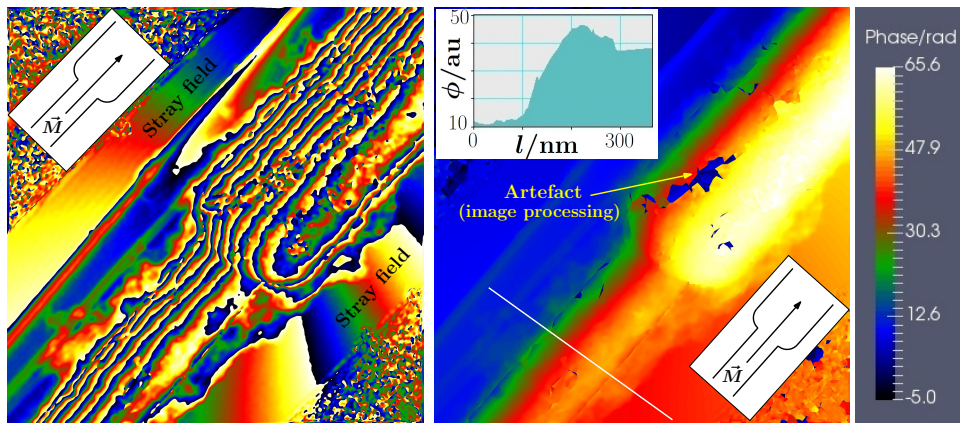 M⃗
Stray field
Stray field
50
ϕ/au
10
0
l/nm
300
Artefact
(image processing)
M⃗
Phase/rad
65.6
47.9
30.3
12.6
-5.0